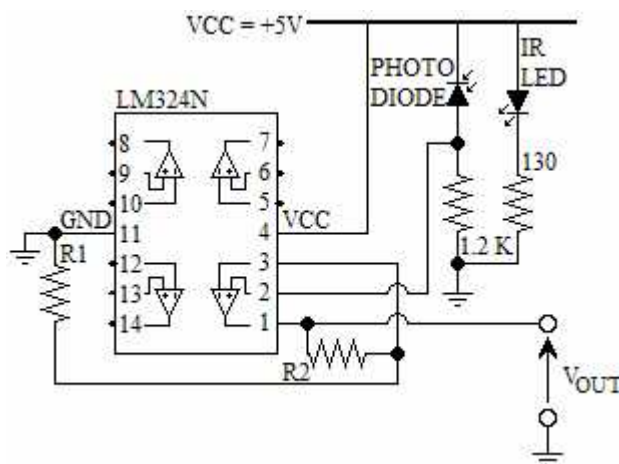 VCC = +5V
IR
LED
PHOTO
DIODE
LM324N
8 7
9 6
10 5
GND 11 4 VCC
130
1.2 K
R1
12 3
13 2
14 1
R2
VOUT